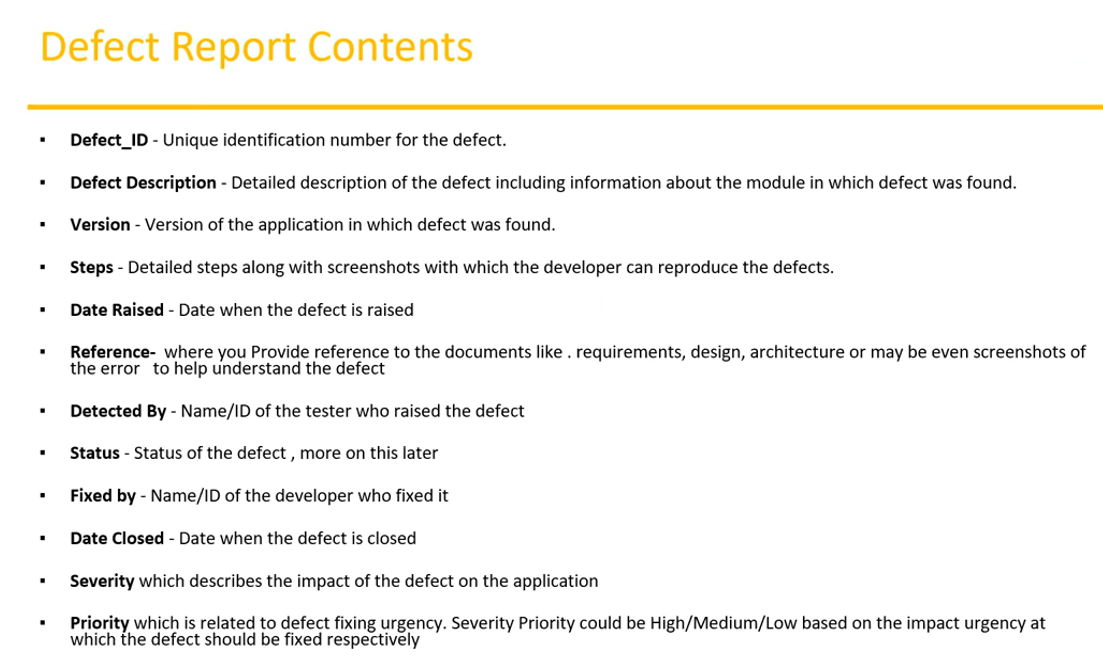 Defect Report Contents
▪ Defect_ID - Unique identification number for the defect.
▪ Defect Description - Detailed description of the defect including information about the module in which defect was found.
▪ Version - Version of the application in which defect was found.
▪ Steps - Detailed steps along with screenshots with which the developer can reproduce the defects.
▪ Date Raised - Date when the defect is raised
▪ Reference- where you Provide reference to the documents like . requirements, design, architecture or may be even screenshots of
the error to help understand the defect
▪ Detected By - Name/ID of the tester who raised the defect
▪ Status - Status of the defect , more on this later
▪ Fixed by - Name/ID of the developer who fixed it
▪ Date Closed - Date when the defect is closed
▪ Severity which describes the impact of the defect on the application
▪ Priority which is related to defect fixing urgency. Severity Priority could be High/Medium/Low based on the impact urgency at
which the defect should be fixed respectively